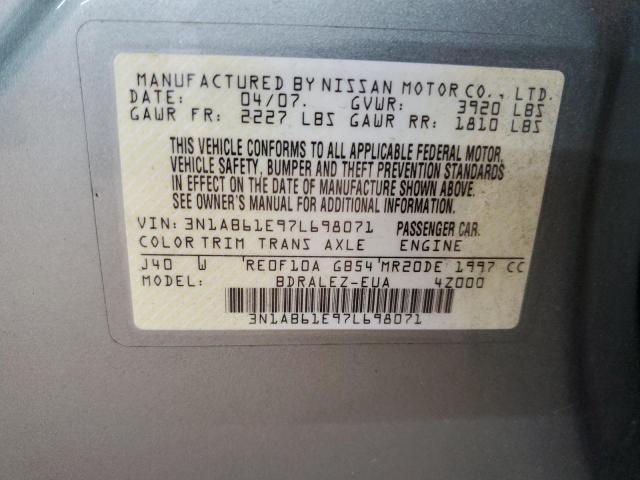 MANUFACTURED BY NISSAN MOTOR CO., LTD.
DATE: 04/07. GVWR: 3920 LBS
GAWR FR: 2227 LBS GAWR RR: 1810 LBS
THIS VEHICLE CONFORMS TO ALL APPLICABLE FEDERAL MOTOR
VEHICLE SAFETY, BUMPER AND THEFT PREVENTION STANDARDS
IN EFFECT ON THE DATE OF MANUFACTURE SHOWN ABOVE.
SEE OWNER'S MANUAL FOR ADDITIONAL INFORMATION.
VIN: 3N1AB61E97L698071 PASSENGER CAR.
COLOR TRIM TRANS AXLE ENGINE
J40 W RE0F10A GB54 MR20DE 1997 CC
MODEL: BDRALEZ-EUA 4Z000
3N1AB61E97L698071